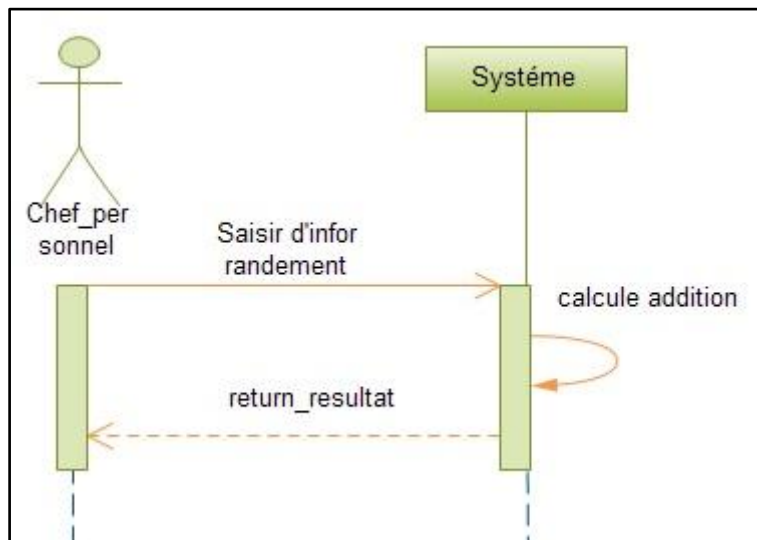 Systéme
Chef_per
sonnel
Saisir d'infor
randement
calcule addition
return_resultat